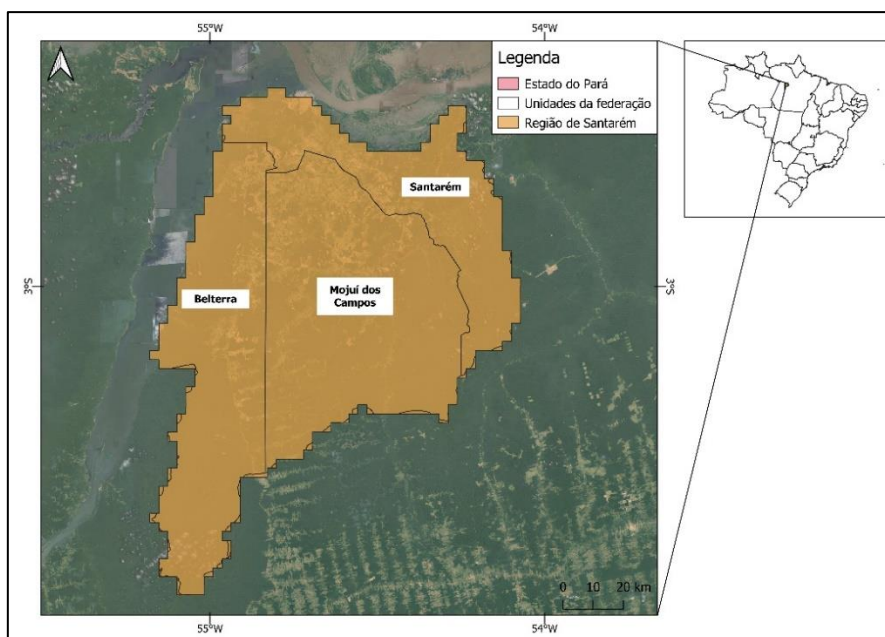 55°W
54°W
Legenda
Estado do Pará
Unidades da federação
Região de Santarém
Santarém
3°S
3°S
Belterra
Mojuí dos
Campos
0 10 20 km
55°W
54°W